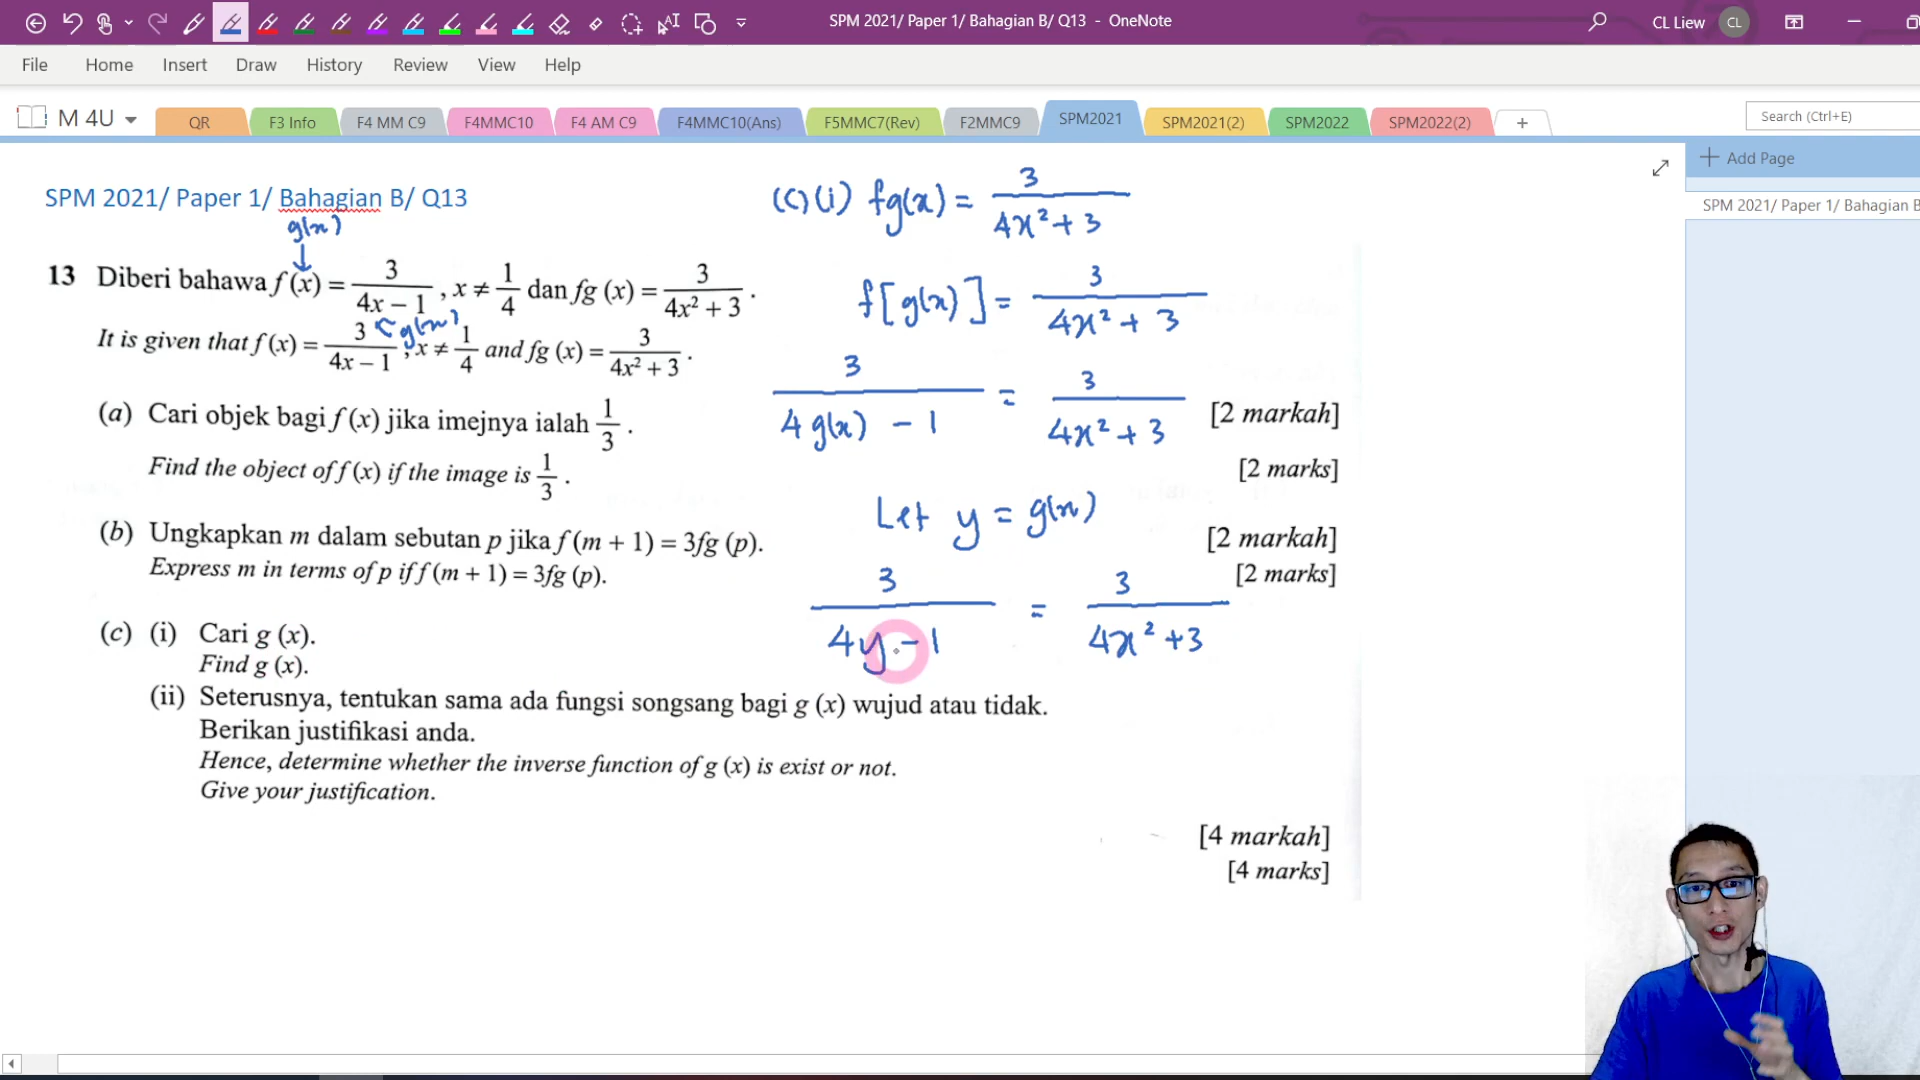 SPM 2021/ Paper 1/ Bahagian B/ Q13 - OneNote
CL Liew
CL
File Home Insert Draw History Review View Help
M 4U
QR
F3 Info
F4 MM C9
F4MMC10
F4 AM C9
F4MMC10(Ans)
F5MMC7(Rev)
F2MMC9
SPM2021
SPM2021(2)
SPM2022
SPM2022(2)
+
Search (Ctrl+E)
Add Page
SPM 2021/ Paper 1/ Bahagian B
SPM 2021/ Paper 1/ Bahagian B/ Q13
g(x)
13 Diberi bahawa f (x) = 3/(4x − 1) , x ≠ 1/4 dan fg (x) = 3/(4x² + 3) .
g(x)
It is given that f (x) = 3/(4x − 1) , x ≠ 1/4 and fg (x) = 3/(4x² + 3) .
(a) Cari objek bagi f (x) jika imejnya ialah 1/3 .
[2 markah]
Find the object of f (x) if the image is 1/3 .
[2 marks]
(b) Ungkapkan m dalam sebutan p jika f (m + 1) = 3fg (p).
[2 markah]
Express m in terms of p if f (m + 1) = 3fg (p).
[2 marks]
(c) (i) Cari g (x).
Find g (x).
(ii) Seterusnya, tentukan sama ada fungsi songsang bagi g (x) wujud atau tidak.
Berikan justifikasi anda.
Hence, determine whether the inverse function of g (x) is exist or not.
Give your justification.
[4 markah]
[4 marks]
(c)(i) fg(x) = 3/(4x² + 3)
f[g(x)] = 3/(4x² + 3)
3/(4g(x) − 1) = 3/(4x² + 3)
Let y = g(x)
3/(4y − 1) = 3/(4x² + 3)